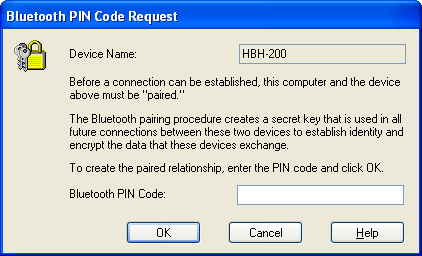 Bluetooth PIN Code Request
Device Name: HBH-200
Before a connection can be established, this computer and the device
above must be "paired."
The Bluetooth pairing procedure creates a secret key that is used in all
future connections between these two devices to establish identity and
encrypt the data that these devices exchange.
To create the paired relationship, enter the PIN code and click OK.
Bluetooth PIN Code:
OK Cancel Help